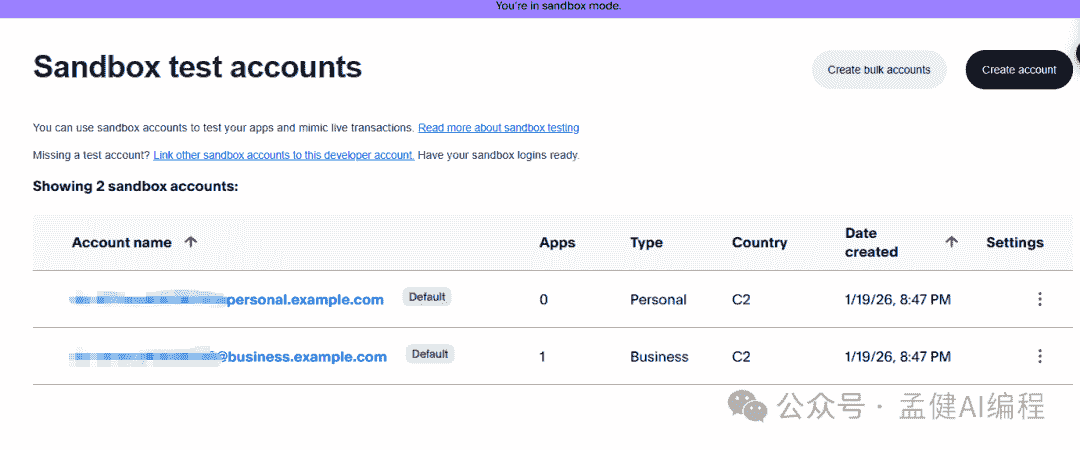 You're in sandbox mode.
Sandbox test accounts
Create bulk accounts
Create account
You can use sandbox accounts to test your apps and mimic live transactions. Read more about sandbox testing
Missing a test account? Link other sandbox accounts to this developer account. Have your sandbox logins ready.
Showing 2 sandbox accounts:
Account name Apps Type Country Date created Settings
personal.example.com Default 0 Personal C2 1/19/26, 8:47 PM
@business.example.com Default 1 Business C2 1/19/26, 8:47 PM
公众号 · 孟健AI编程